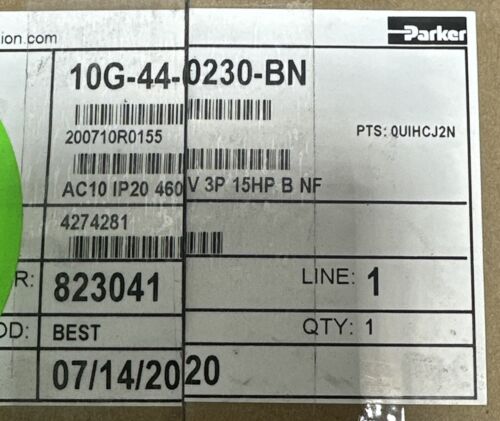 ion.com
Parker
10G-44-0230-BN
200710R0155
PTS: QUIHCJ2N
AC10 IP20 460V 3P 15HP B NF
4274281
R: 823041 LINE: 1
OD: BEST QTY: 1
07/14/2020